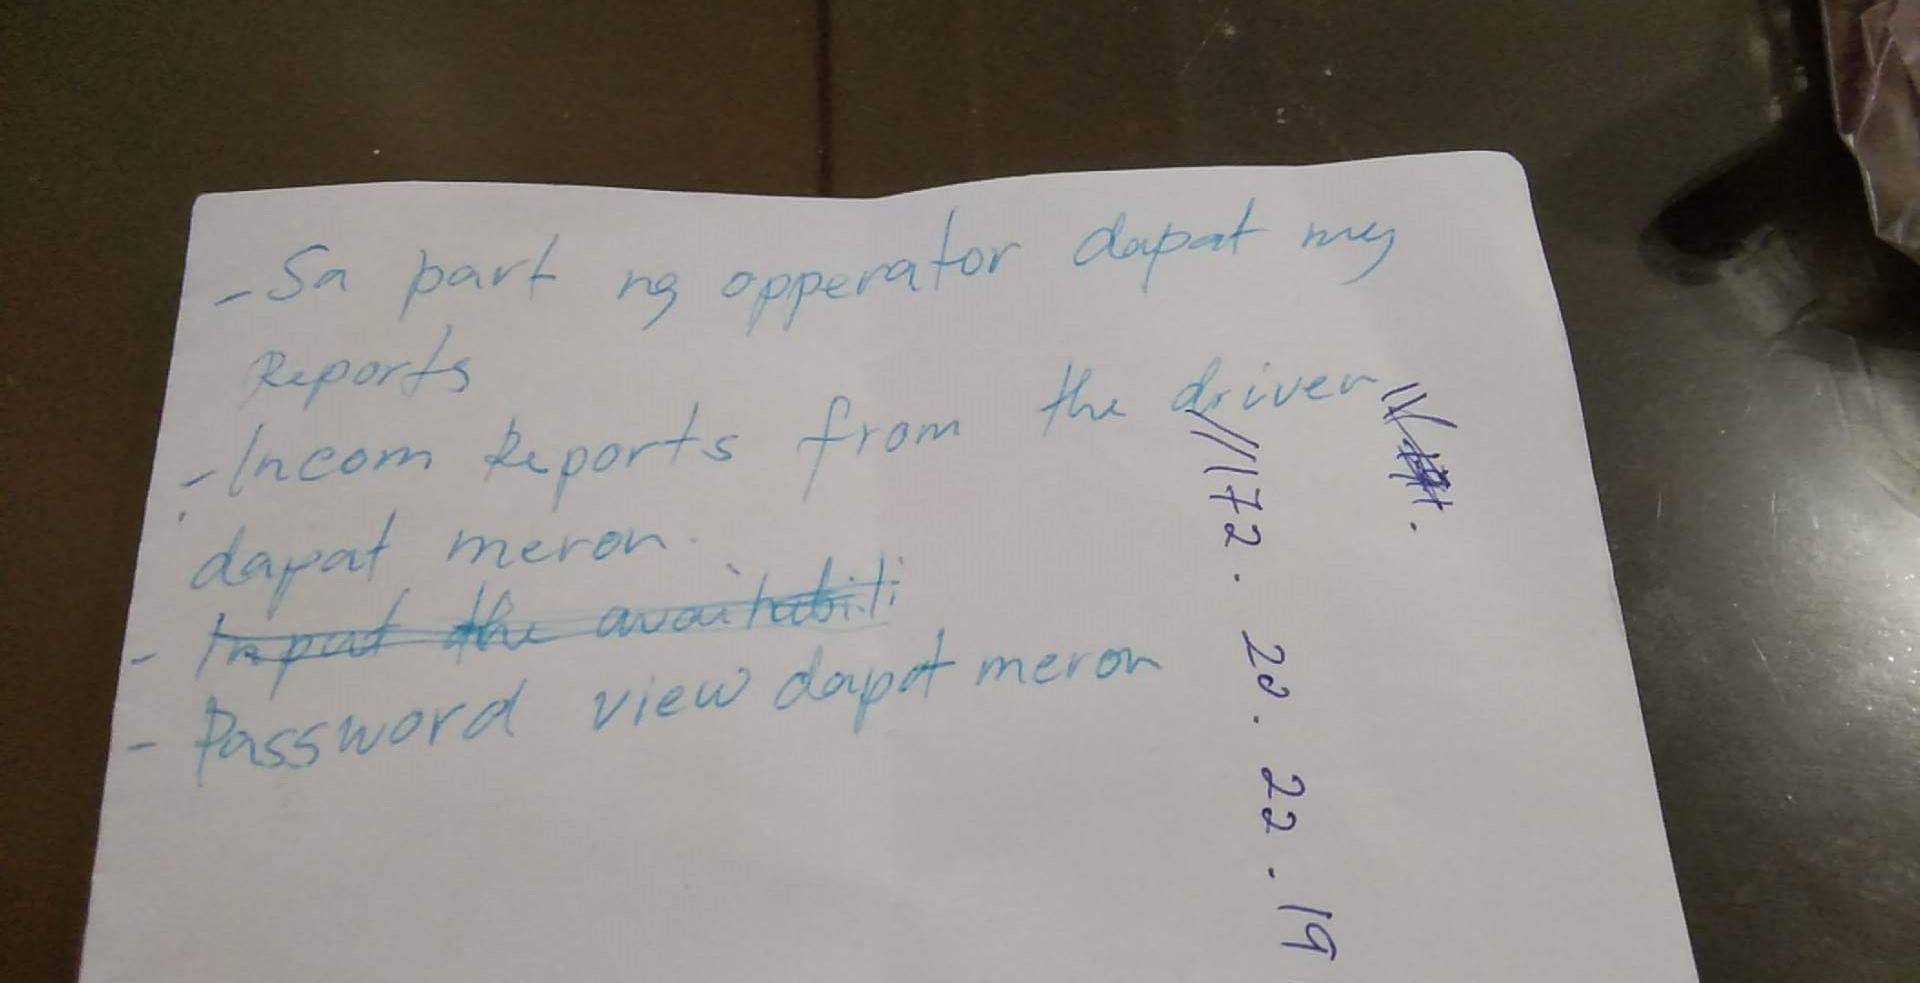 - Sa part ng opperator dapat my
Reports
- Incom Reports from the driver
dapat meron.
- Input the availabiliti
- Password view dapat meron
\\172. 20. 22. 19